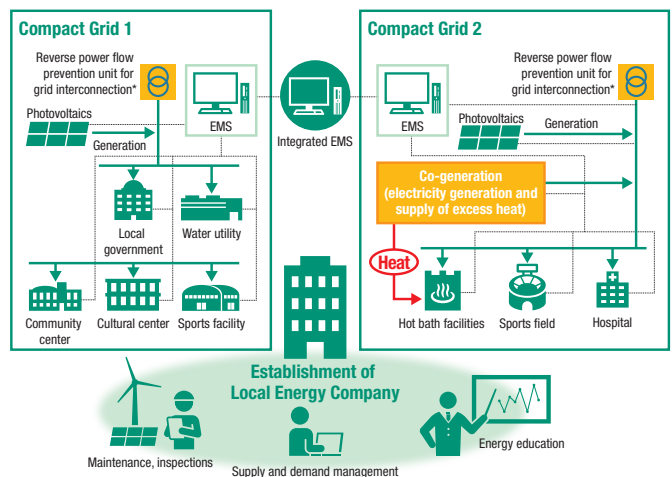 Compact Grid 1
Reverse power flow
prevention unit for
grid interconnection*
Photovoltaics
Generation
EMS
Local
government
Water utility
Community
center
Cultural center
Sports facility
Integrated EMS
Compact Grid 2
Reverse power flow
prevention unit for
grid interconnection*
EMS
Photovoltaics
Generation
Co-generation
(electricity generation and
supply of excess heat)
Heat
Hot bath facilities
Sports field
Hospital
Establishment of
Local Energy Company
Maintenance, inspections
Supply and demand management
Energy education